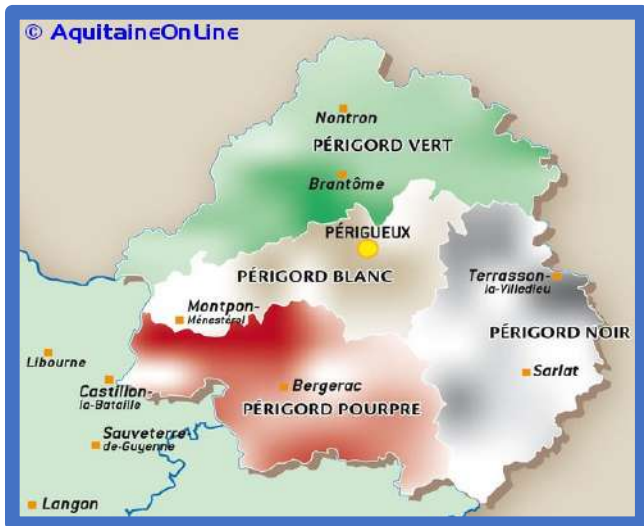 © AquitaineOnLine
Nontron
PÉRIGORD VERT
Brantôme
PÉRIGUEUX
PÉRIGORD BLANC
Terrasson-
la-Villedieu
Montpon-
Ménestérol
PÉRIGORD NOIR
Libourne
Sarlat
Castillon-
la-Bataille
Bergerac
PÉRIGORD POURPRE
Sauveterre-
de-Guyenne
Langon